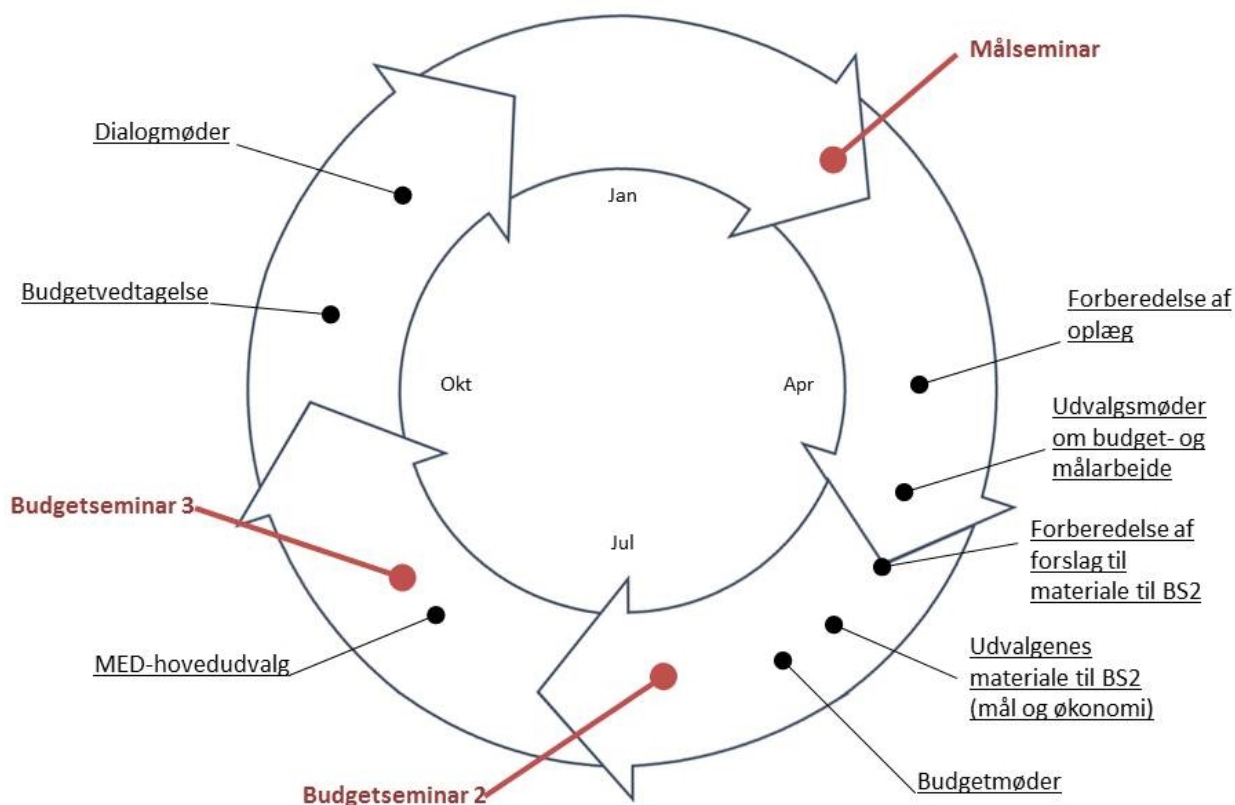 Målseminar
Dialogmøder
Jan
Budgetvedtagelse
Forberedelse af
oplæg
Okt
Apr
Udvalgsmøder
om budget- og
målarbejde
Budgetseminar 3
Jul
Forberedelse af
forslag til
materiale til BS2
MED-hovedudvalg
Udvalgenes
materiale til BS2
(mål og økonomi)
Budgetmøder
Budgetseminar 2